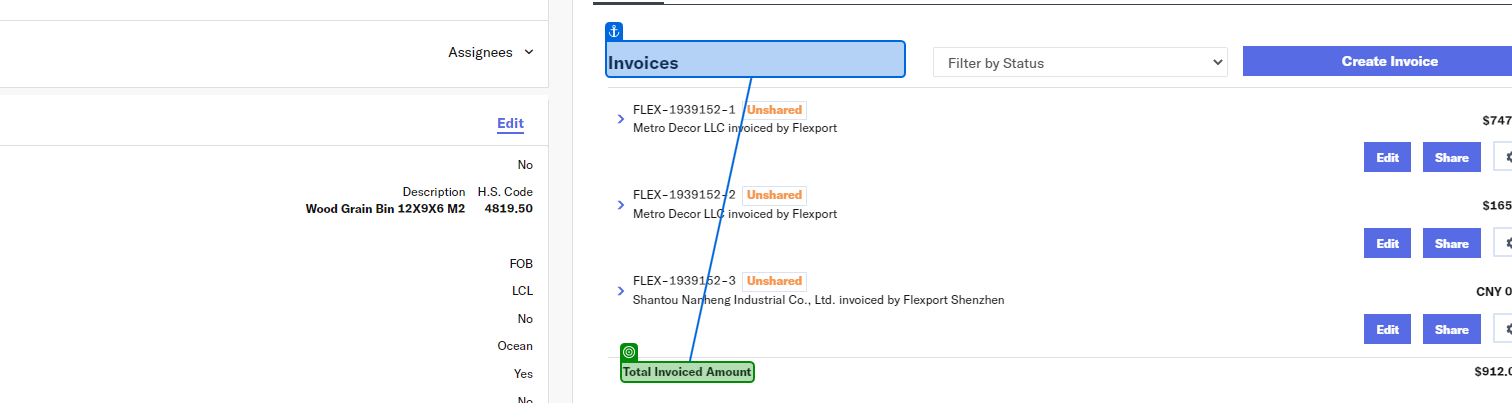 Assignees
Edit
No
Description H.S. Code
Wood Grain Bin 12X9X6 M2 4819.50
FOB
LCL
No
Ocean
Yes
No
Invoices
Filter by Status
Create Invoice
FLEX-1939152-1 Unshared
Metro Decor LLC invoiced by Flexport
$747
Edit Share
FLEX-1939152-2 Unshared
Metro Decor LLC invoiced by Flexport
$165
Edit Share
FLEX-1939152-3 Unshared
Shantou Nanheng Industrial Co., Ltd. invoiced by Flexport Shenzhen
CNY 0
Edit Share
Total Invoiced Amount
$912.0